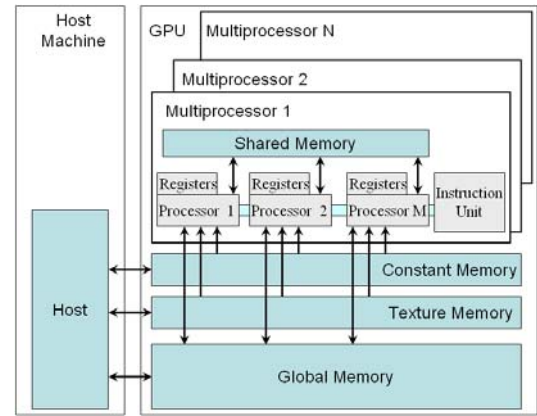 Host
Machine
GPU
Multiprocessor N
Multiprocessor 2
Multiprocessor 1
Shared Memory
Registers
Registers
Registers
Processor 1
Processor 2
Processor M
Instruction
Unit
Host
Constant Memory
Texture Memory
Global Memory